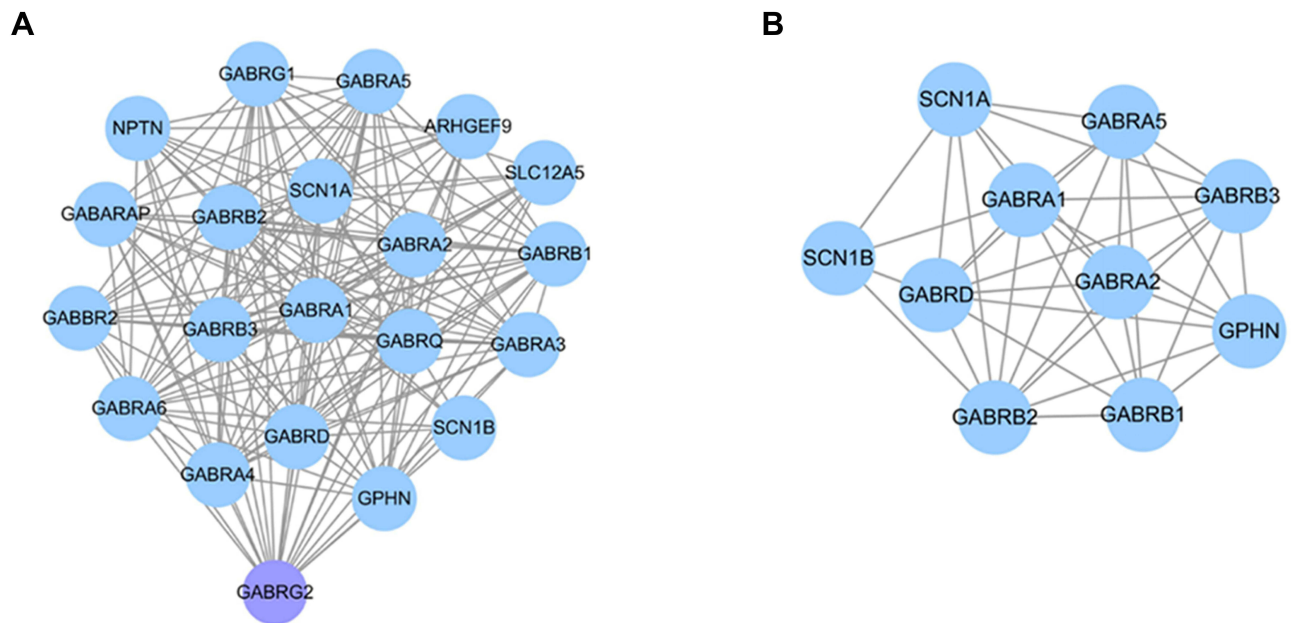 A
B
GABRG1
GABRA5
NPTN
ARHGEF9
SLC12A5
SCN1A
GABARAP
GABRB2
GABRA2
GABRB1
GABBR2
GABRB3
GABRA1
GABRQ
GABRA3
GABRA6
GABRD
SCN1B
GABRA4
GPHN
GABRG2
SCN1A
GABRA5
GABRA1
GABRB3
SCN1B
GABRD
GABRA2
GPHN
GABRB2
GABRB1